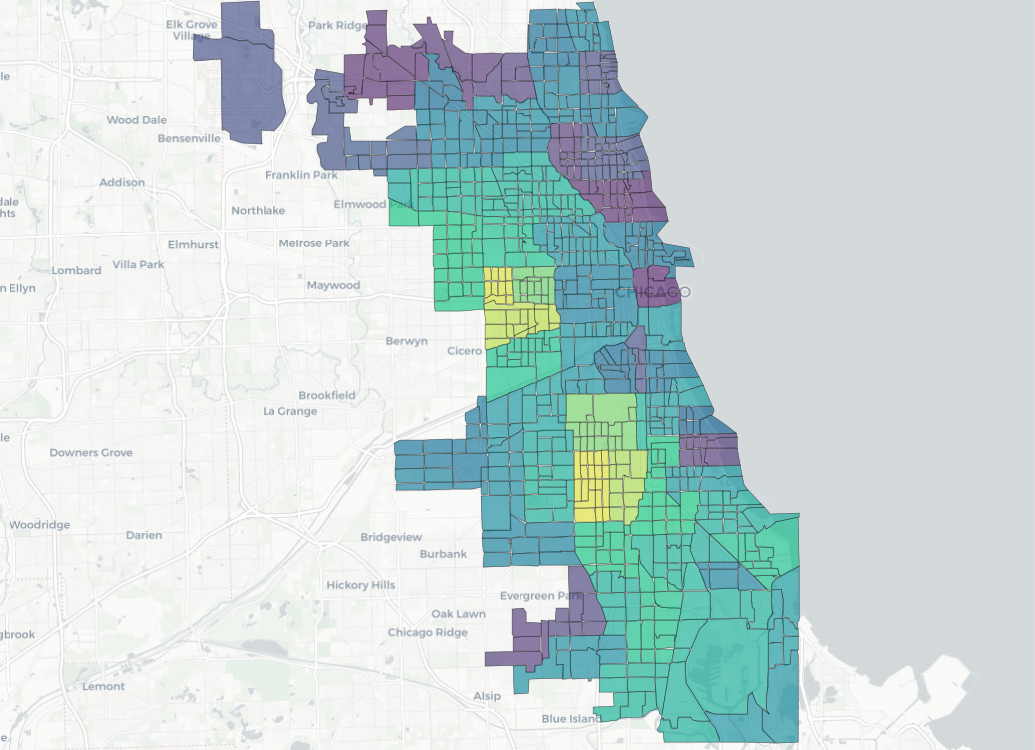 Elk Grove
Village
Park Ridge
Wood Dale
Bensenville
Franklin Park
Addison
Northlake
Elmwood Park
Elmhurst
Melrose Park
Villa Park
Lombard
n Ellyn
Maywood
CHICAGO
Berwyn
Cicero
Brookfield
La Grange
Downers Grove
Woodridge
Darien
Bridgeview
Burbank
Hickory Hills
Evergreen Park
Oak Lawn
Chicago Ridge
gbrook
Lemont
Alsip
Blue Island